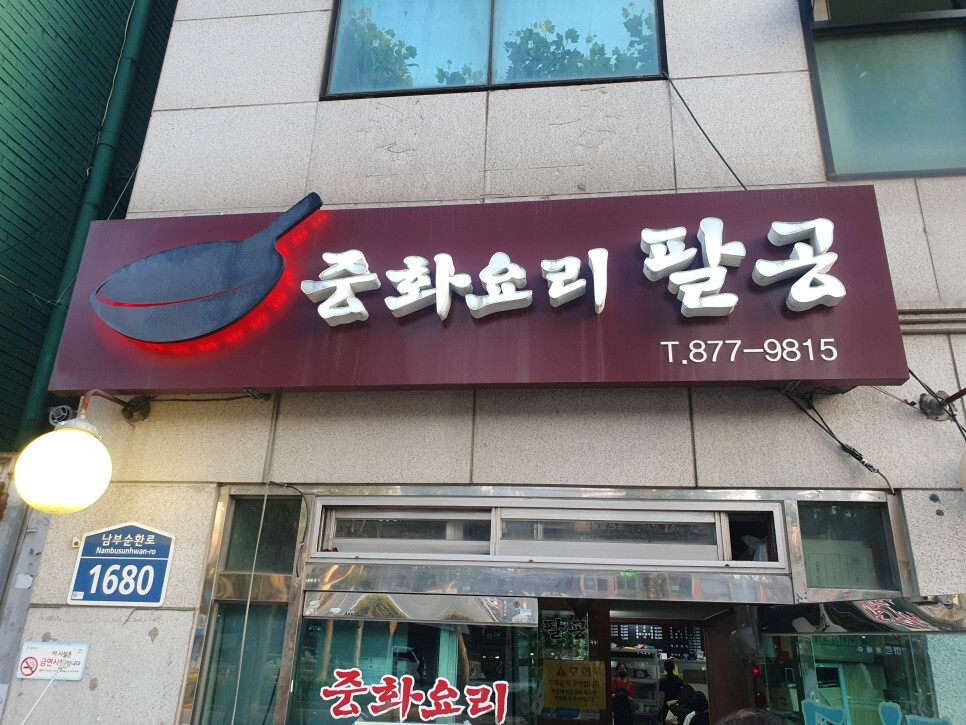 중화요리 팔공
T.877-9815
남부순환로
Nambusunhwan-ro
1680
팔공
중화요리